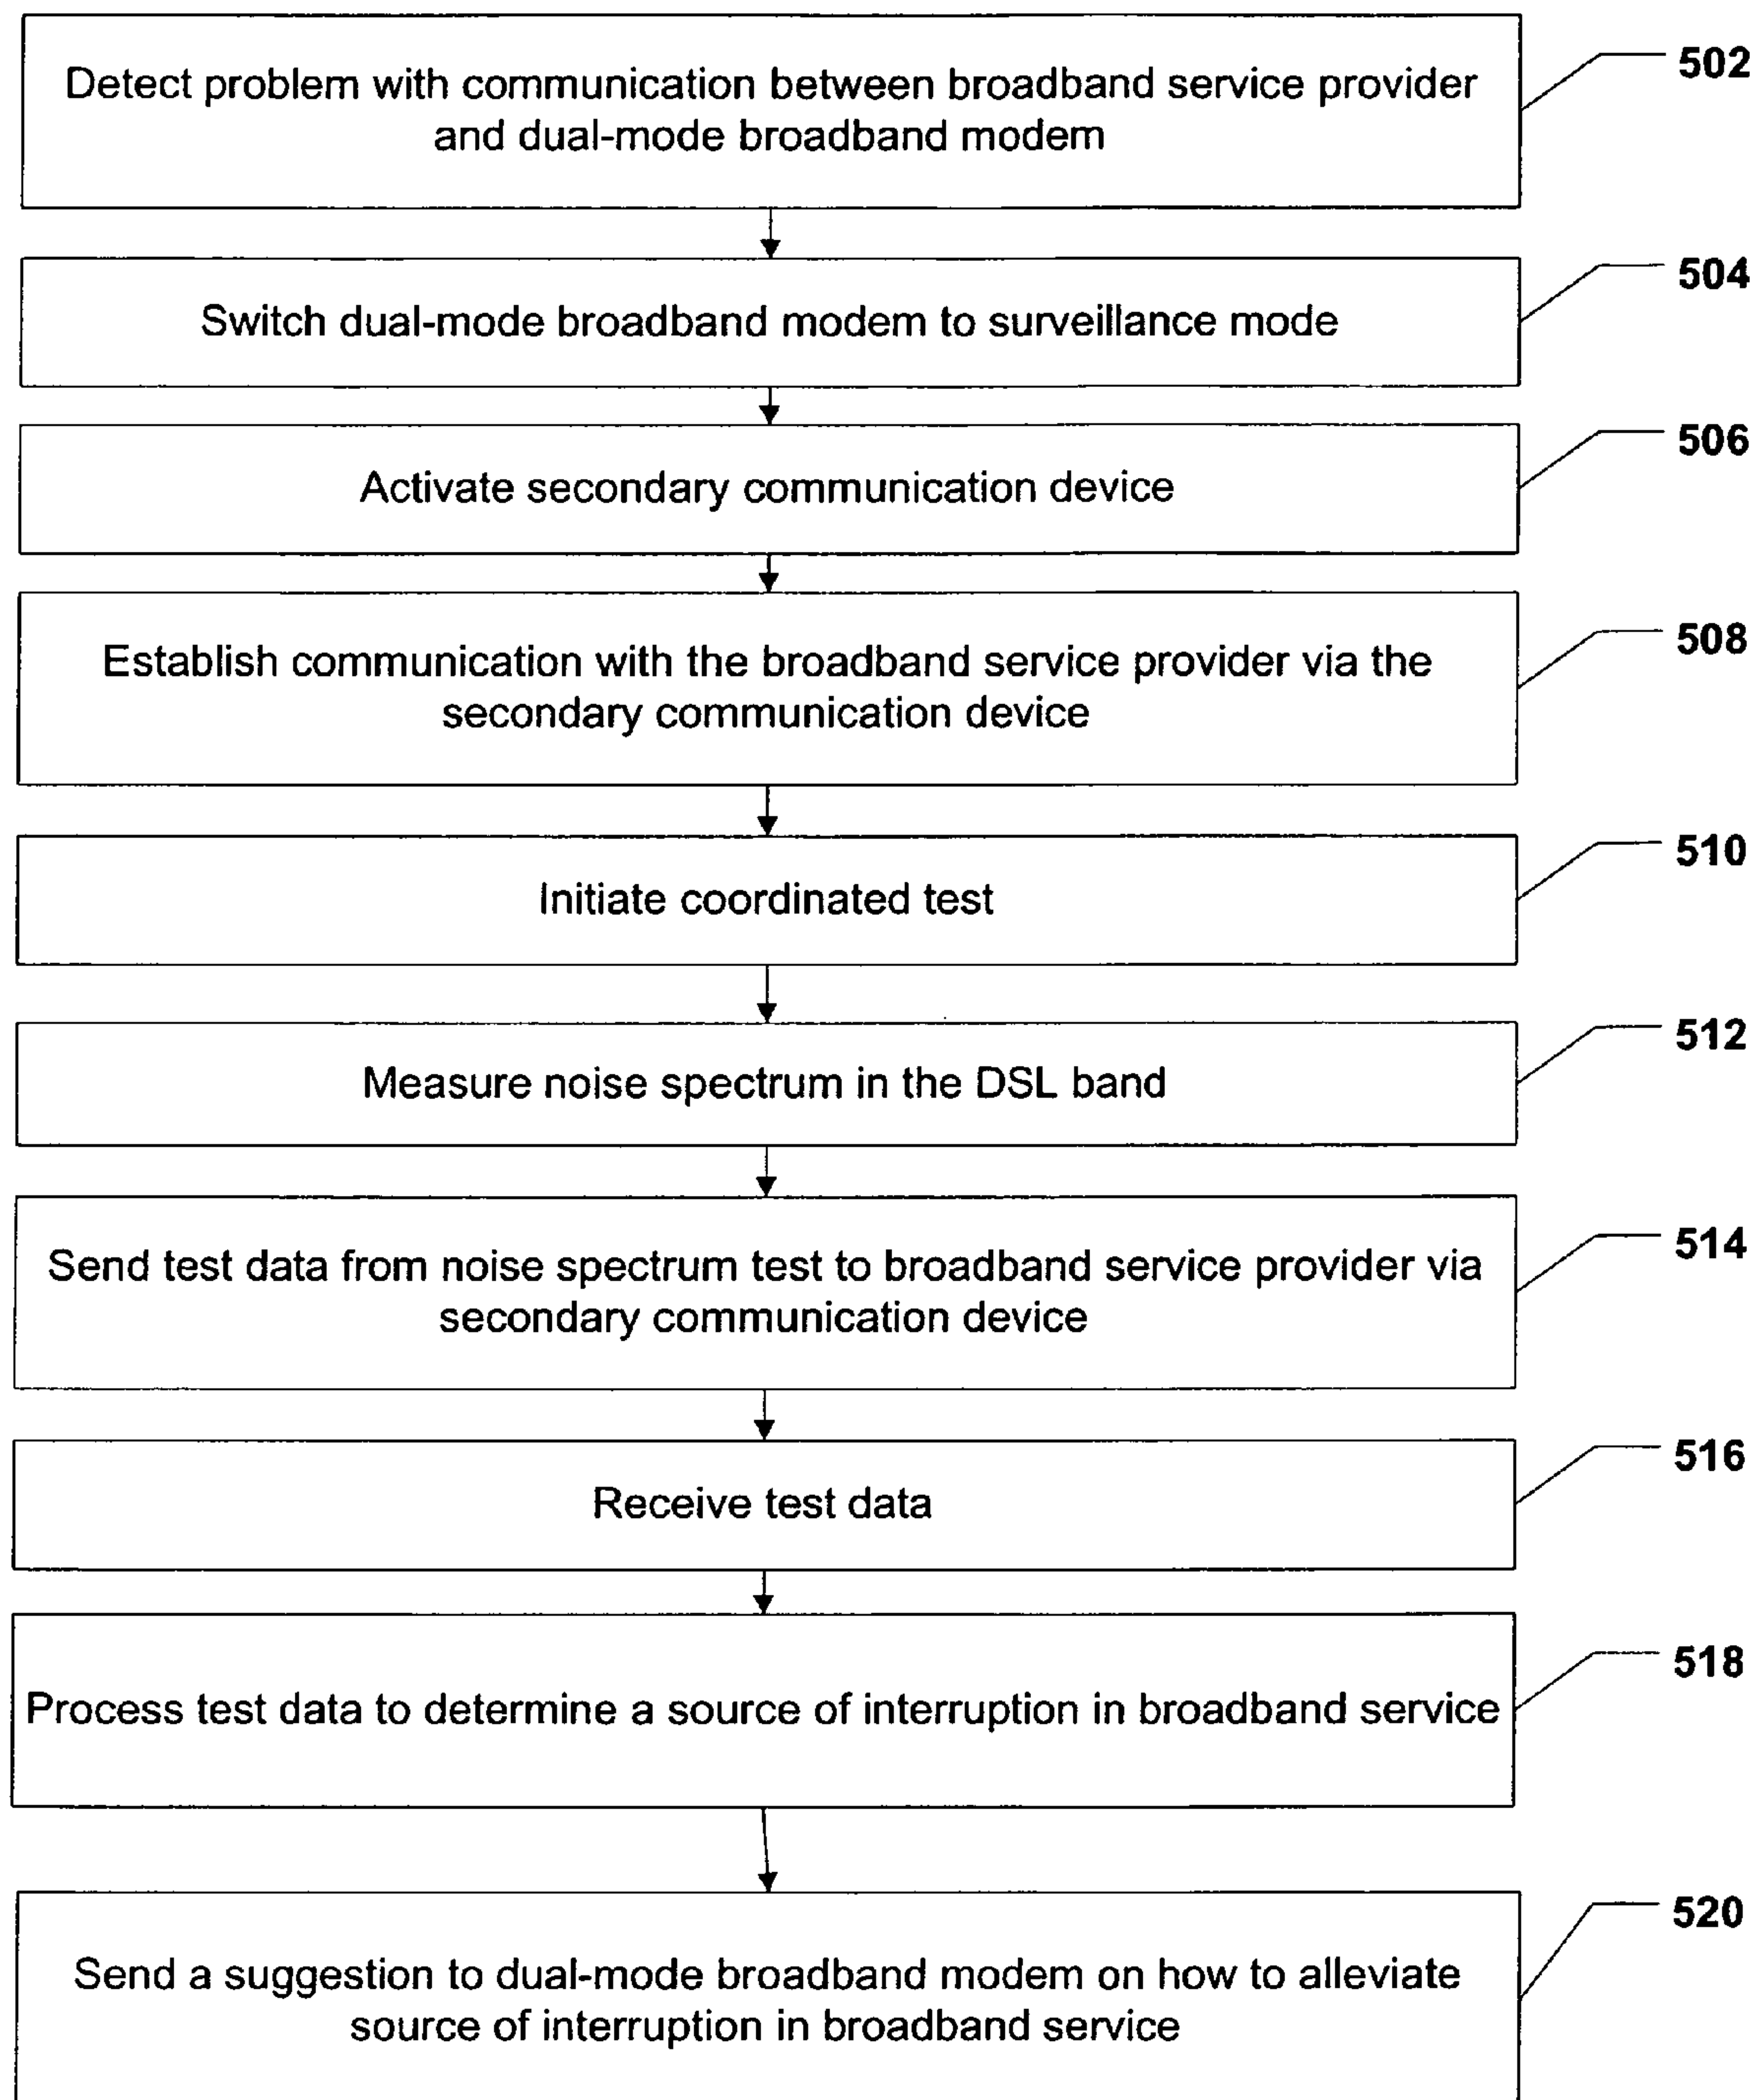 Detect problem with communication between broadband service provider
and dual-mode broadband modem
502
Switch dual-mode broadband modem to surveillance mode
504
Activate secondary communication device
506
Establish communication with the broadband service provider via the
secondary communication device
508
Initiate coordinated test
510
Measure noise spectrum in the DSL band
512
Send test data from noise spectrum test to broadband service provider via
secondary communication device
514
Receive test data
516
Process test data to determine a source of interruption in broadband service
518
Send a suggestion to dual-mode broadband modem on how to alleviate
source of interruption in broadband service
520